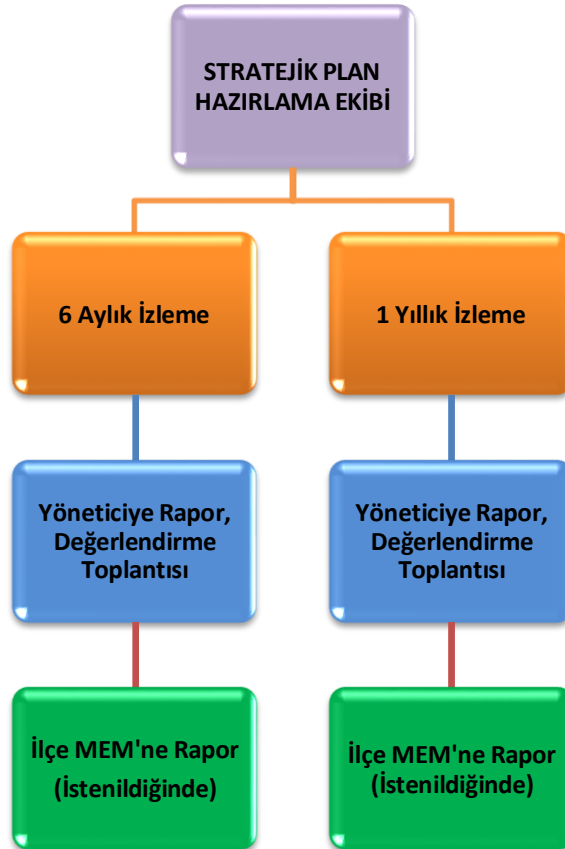 STRATEJİK PLAN
HAZIRLAMA EKİBİ
6 Aylık İzleme
1 Yıllık İzleme
Yöneticiye Rapor,
Değerlendirme
Toplantısı
Yöneticiye Rapor,
Değerlendirme
Toplantısı
İlçe MEM'ne Rapor
(İstenildiğinde)
İlçe MEM'ne Rapor
(İstenildiğinde)